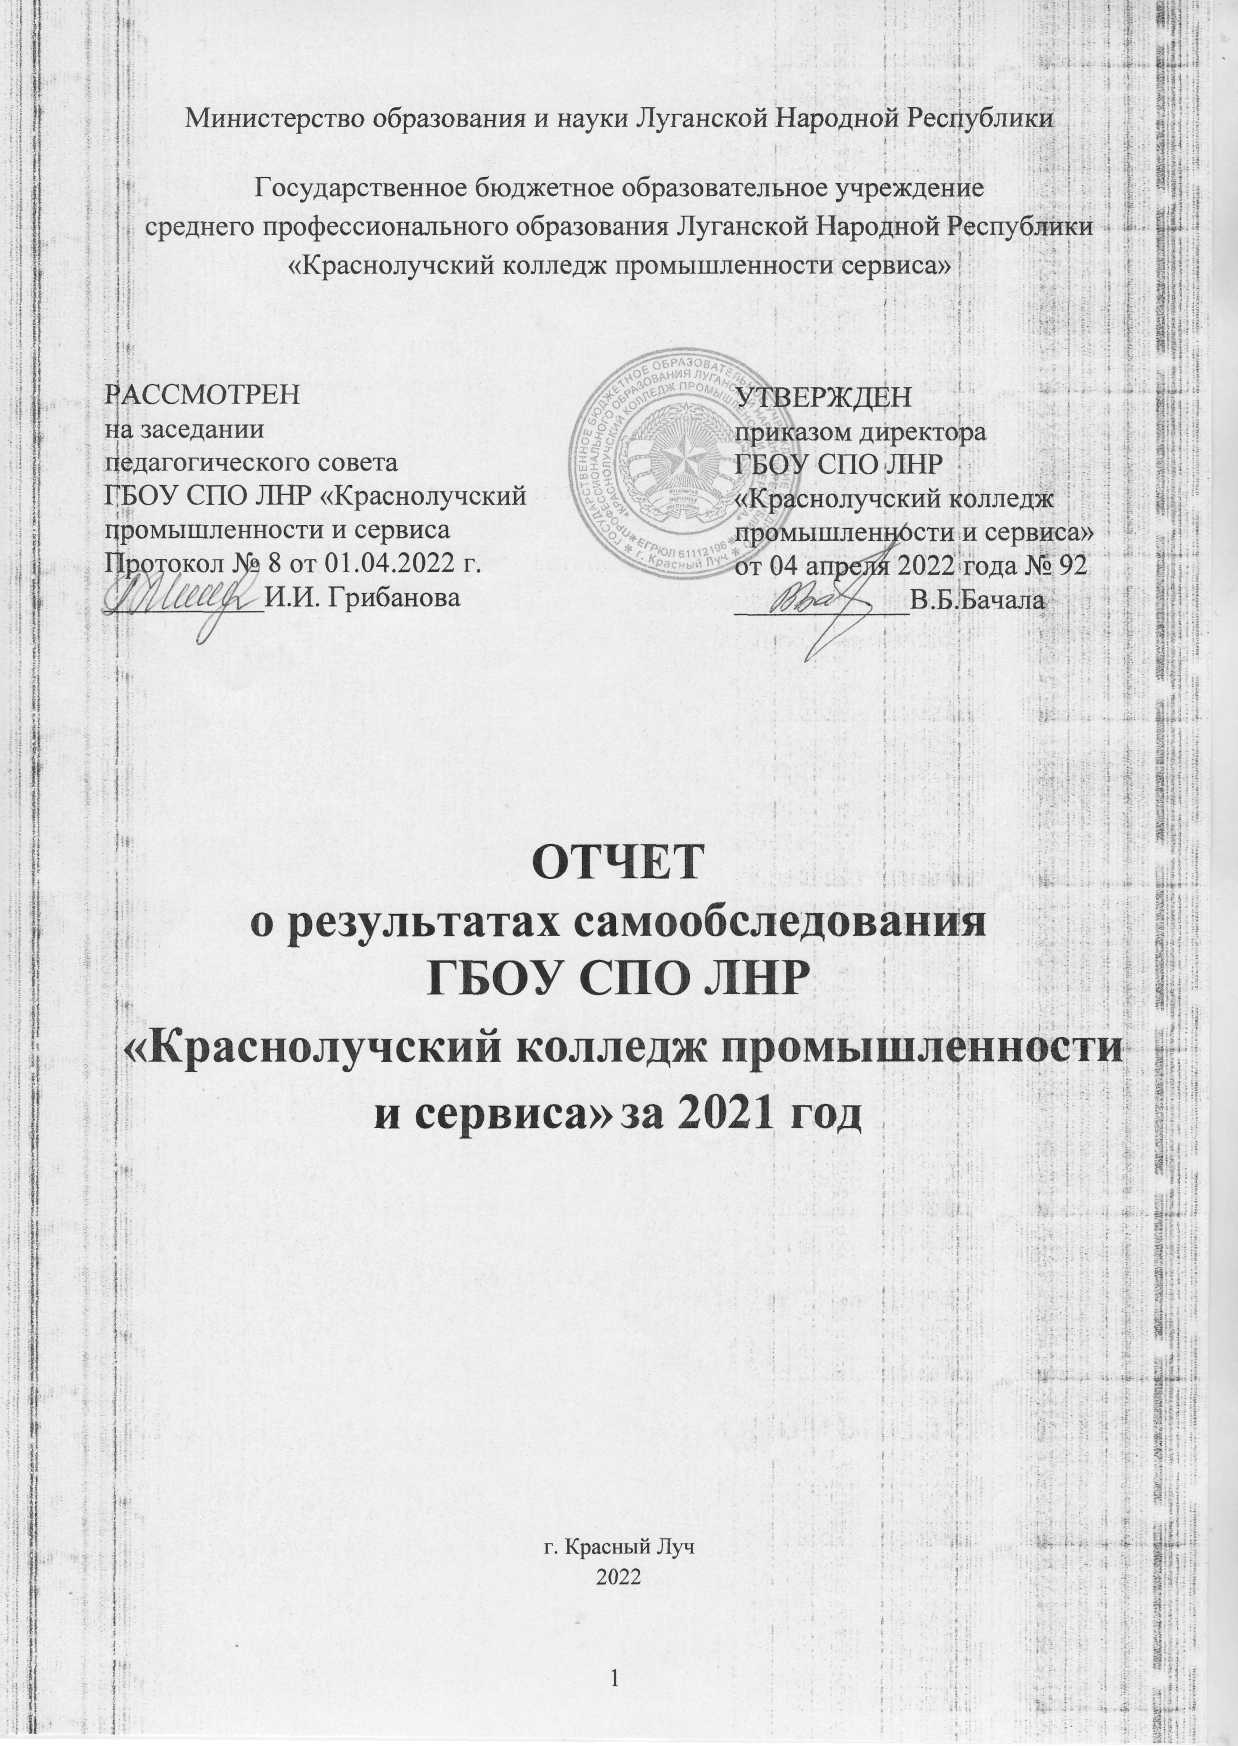 Министерство образования и науки Луганской Народной Республики
Государственное бюджетное образовательное учреждение
среднего профессионального образования Луганской Народной Республики
«Краснолучский колледж промышленности сервиса»
РАССМОТРЕН
на заседании
педагогического совета
ГБОУ СПО ЛНР «Краснолучский
промышленности и сервиса
Протокол № 8 от 01.04.2022 г.
И.И. Грибанова
УТВЕРЖДЕН
приказом директора
ГБОУ СПО ЛНР
«Краснолучский колледж
промышленности и сервиса»
от 04 апреля 2022 года № 92
В.Б.Бачала
ОТЧЕТ
о результатах самообследования
ГБОУ СПО ЛНР
«Краснолучский колледж промышленности
и сервиса» за 2021 год
г. Красный Луч
2022
1